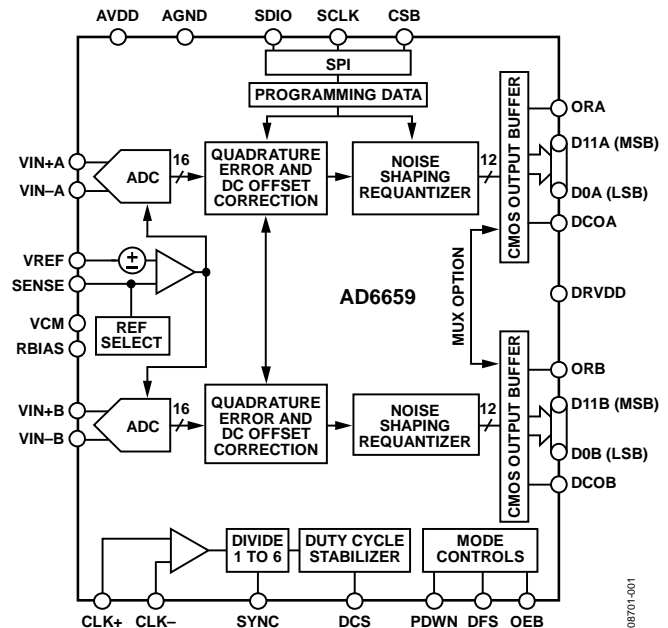 AVDD AGND SDIO SCLK CSB
SPI
PROGRAMMING DATA
VIN+A
VIN–A
ADC
16
QUADRATURE
ERROR AND
DC OFFSET
CORRECTION
NOISE
SHAPING
REQUANTIZER
12
CMOS OUTPUT BUFFER
ORA
D11A (MSB)
D0A (LSB)
DCOA
VREF
SENSE
REF
SELECT
VCM
RBIAS
AD6659
MUX OPTION
DRVDD
VIN+B
VIN–B
ADC
16
QUADRATURE
ERROR AND
DC OFFSET
CORRECTION
NOISE
SHAPING
REQUANTIZER
12
CMOS OUTPUT BUFFER
ORB
D11B (MSB)
D0B (LSB)
DCOB
DIVIDE
1 TO 6
DUTY CYCLE
STABILIZER
MODE
CONTROLS
CLK+ CLK– SYNC DCS PDWN DFS OEB
08701-001